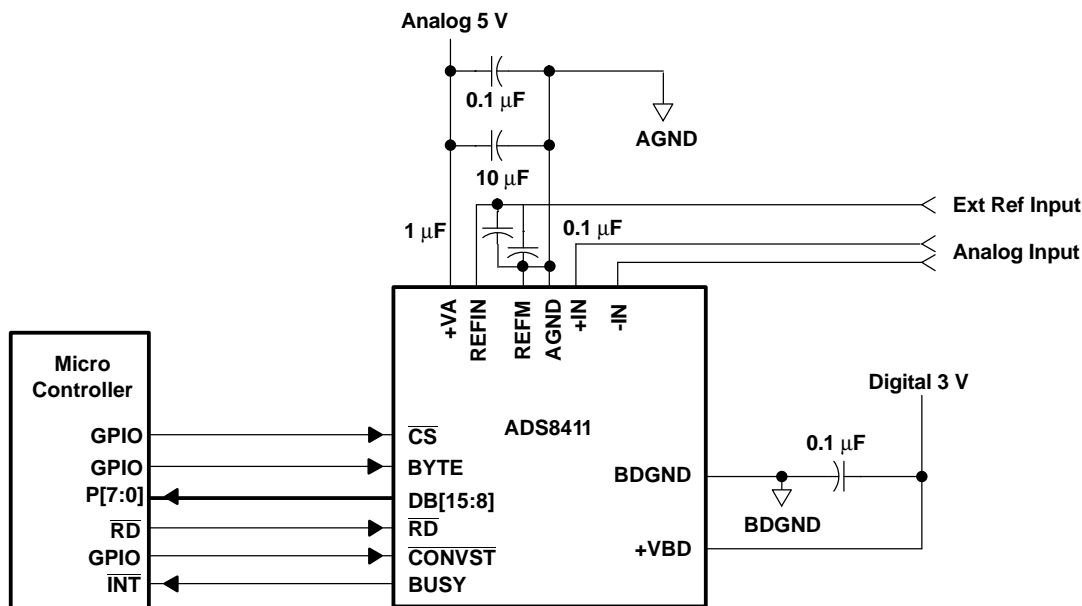 Analog 5 V
0.1 μF
AGND
10 μF
Ext Ref Input
1 μF
0.1 μF
Analog Input
+VA
REFIN
REFM
AGND
+IN
-IN
Micro
Controller
Digital 3 V
ADS8411
0.1 μF
GPIO
CS
GPIO
BYTE
BDGND
P[7:0]
DB[15:8]
BDGND
RD
RD
GPIO
CONVST
+VBD
INT
BUSY